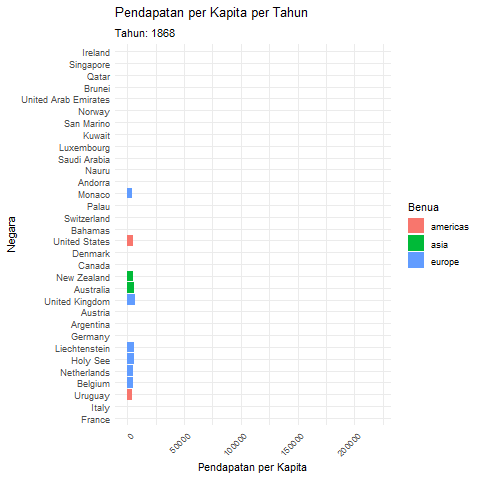 Pendapatan per Kapita per Tahun
Tahun: 1868
Negara
Ireland
Singapore
Qatar
Brunei
United Arab Emirates
Norway
San Marino
Kuwait
Luxembourg
Saudi Arabia
Nauru
Andorra
Monaco
Palau
Switzerland
Bahamas
United States
Denmark
Canada
New Zealand
Australia
United Kingdom
Austria
Argentina
Germany
Liechtenstein
Holy See
Netherlands
Belgium
Uruguay
Italy
France
0
50000
100000
150000
200000
Pendapatan per Kapita
Benua
americas
asia
europe